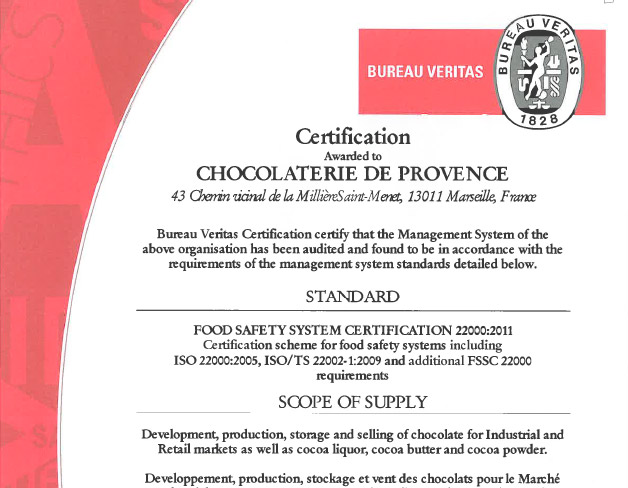 BUREAU VERITAS
BUREAU VERITAS
1828
Certification
Awarded to
CHOCOLATERIE DE PROVENCE
43 Chemin vicinal de la MillièreSaint-Menet, 13011 Marseille, France
Bureau Veritas Certification certify that the Management System of the
above organisation has been audited and found to be in accordance with the
requirements of the management system standards detailed below.
STANDARD
FOOD SAFETY SYSTEM CERTIFICATION 22000:2011
Certification scheme for food safety systems including
ISO 22000:2005, ISO/TS 22002-1:2009 and additional FSSC 22000
requirements
SCOPE OF SUPPLY
Development, production, storage and selling of chocolate for Industrial and
Retail markets as well as cocoa liquor, cocoa butter and cocoa powder.
Developpement, production, stockage et vent des chocolats pour le Marché